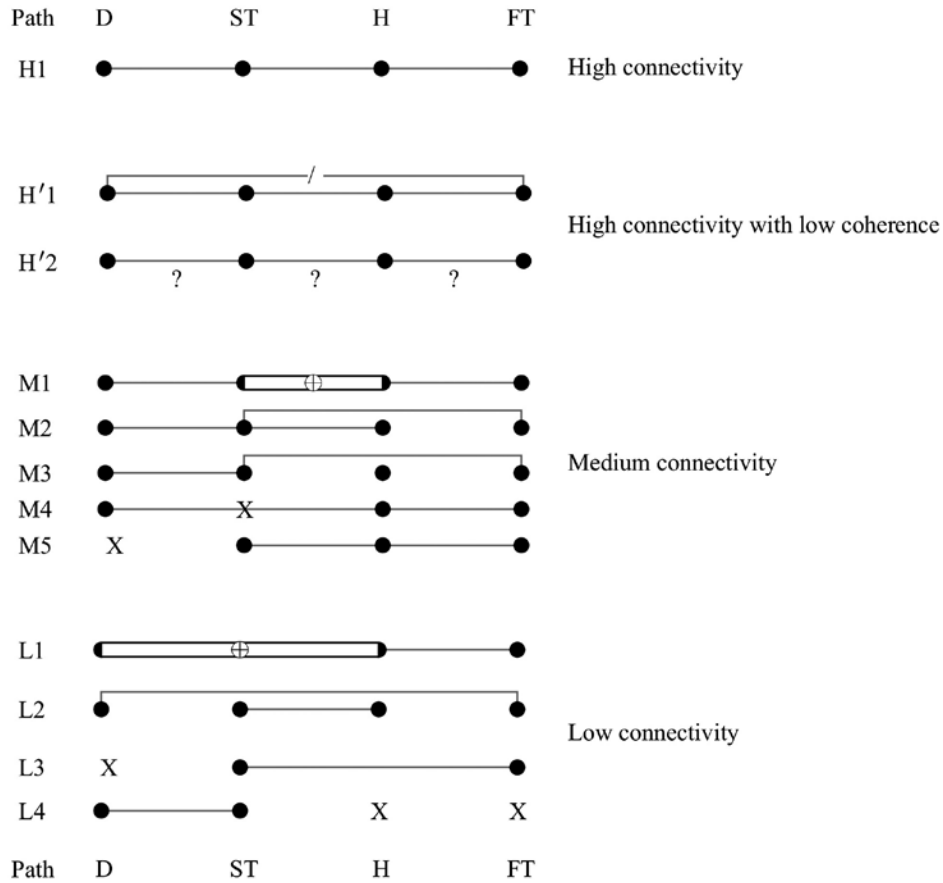 Path D ST H FT
H1 High connectivity
H′1 /
High connectivity with low coherence
H′2
? ? ?
M1
M2
M3 Medium connectivity
M4 X
M5 X
L1
L2
Low connectivity
L3 X
L4 X X
Path D ST H FT